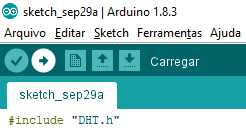 sketch_sep29a | Arduino 1.8.3
Arquivo Editar Sketch Ferramentas Ajuda
Carregar
sketch_sep29a
#include "DHT.h"